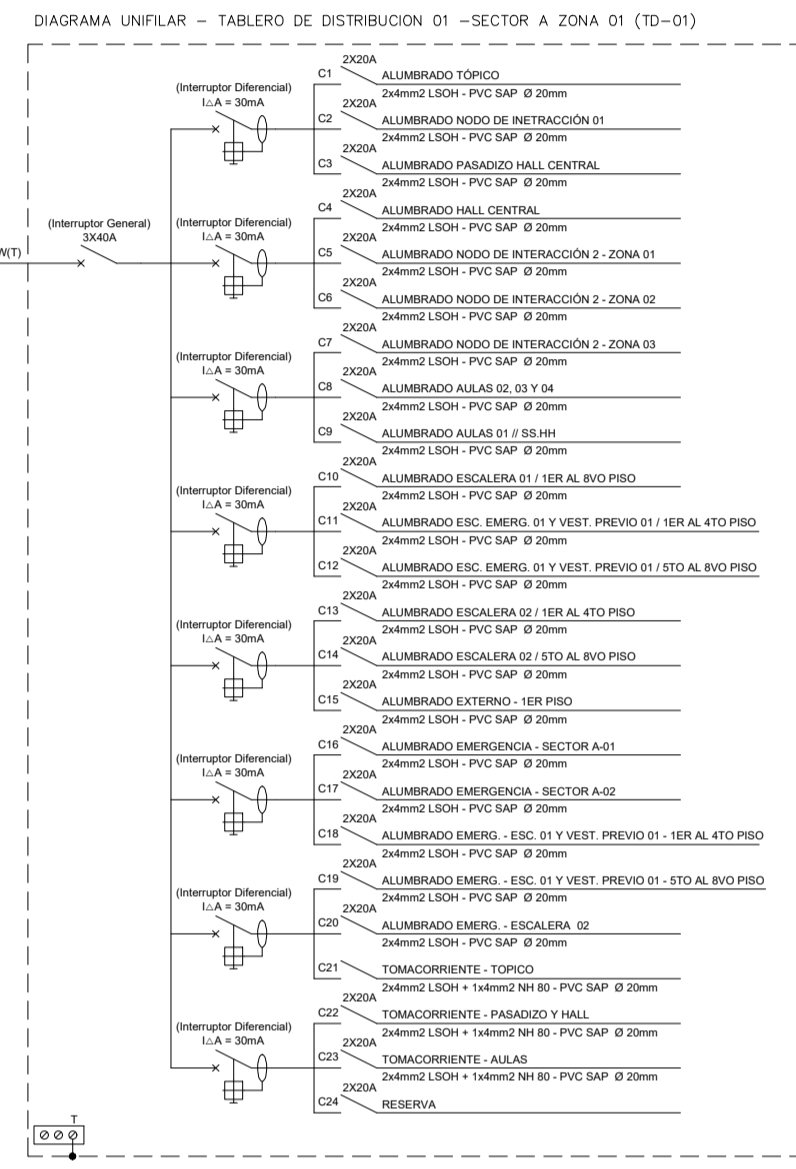 DIAGRAMA UNIFILAR – TABLERO DE DISTRIBUCION 01 –SECTOR A ZONA 01 (TD–01)
W(T)
(Interruptor General)
3X40A
(Interruptor Diferencial)
I△A = 30mA
2X20A
C1 ALUMBRADO TÓPICO
2x4mm2 LSOH - PVC SAP Ø 20mm
2X20A
C2 ALUMBRADO NODO DE INETRACCIÓN 01
2x4mm2 LSOH - PVC SAP Ø 20mm
2X20A
C3 ALUMBRADO PASADIZO HALL CENTRAL
2x4mm2 LSOH - PVC SAP Ø 20mm
(Interruptor Diferencial)
I△A = 30mA
2X20A
C4 ALUMBRADO HALL CENTRAL
2x4mm2 LSOH - PVC SAP Ø 20mm
2X20A
C5 ALUMBRADO NODO DE INTERACCIÓN 2 - ZONA 01
2x4mm2 LSOH - PVC SAP Ø 20mm
2X20A
C6 ALUMBRADO NODO DE INTERACCIÓN 2 - ZONA 02
2x4mm2 LSOH - PVC SAP Ø 20mm
(Interruptor Diferencial)
I△A = 30mA
2X20A
C7 ALUMBRADO NODO DE INTERACCIÓN 2 - ZONA 03
2x4mm2 LSOH - PVC SAP Ø 20mm
2X20A
C8 ALUMBRADO AULAS 02, 03 Y 04
2x4mm2 LSOH - PVC SAP Ø 20mm
2X20A
C9 ALUMBRADO AULAS 01 // SS.HH
2x4mm2 LSOH - PVC SAP Ø 20mm
(Interruptor Diferencial)
I△A = 30mA
2X20A
C10 ALUMBRADO ESCALERA 01 / 1ER AL 8VO PISO
2x4mm2 LSOH - PVC SAP Ø 20mm
2X20A
C11 ALUMBRADO ESC. EMERG. 01 Y VEST. PREVIO 01 / 1ER AL 4TO PISO
2x4mm2 LSOH - PVC SAP Ø 20mm
2X20A
C12 ALUMBRADO ESC. EMERG. 01 Y VEST. PREVIO 01 / 5TO AL 8VO PISO
2x4mm2 LSOH - PVC SAP Ø 20mm
(Interruptor Diferencial)
I△A = 30mA
2X20A
C13 ALUMBRADO ESCALERA 02 / 1ER AL 4TO PISO
2x4mm2 LSOH - PVC SAP Ø 20mm
2X20A
C14 ALUMBRADO ESCALERA 02 / 5TO AL 8VO PISO
2x4mm2 LSOH - PVC SAP Ø 20mm
2X20A
C15 ALUMBRADO EXTERNO - 1ER PISO
2x4mm2 LSOH - PVC SAP Ø 20mm
(Interruptor Diferencial)
I△A = 30mA
2X20A
C16 ALUMBRADO EMERGENCIA - SECTOR A-01
2x4mm2 LSOH - PVC SAP Ø 20mm
2X20A
C17 ALUMBRADO EMERGENCIA - SECTOR A-02
2x4mm2 LSOH - PVC SAP Ø 20mm
2X20A
C18 ALUMBRADO EMERG. - ESC. 01 Y VEST. PREVIO 01 - 1ER AL 4TO PISO
2x4mm2 LSOH - PVC SAP Ø 20mm
(Interruptor Diferencial)
I△A = 30mA
2X20A
C19 ALUMBRADO EMERG. - ESC. 01 Y VEST. PREVIO 01 - 5TO AL 8VO PISO
2x4mm2 LSOH - PVC SAP Ø 20mm
2X20A
C20 ALUMBRADO EMERG. - ESCALERA 02
2x4mm2 LSOH - PVC SAP Ø 20mm
C21 TOMACORRIENTE - TOPICO
2x4mm2 LSOH + 1x4mm2 NH 80 - PVC SAP Ø 20mm
(Interruptor Diferencial)
I△A = 30mA
2X20A
C22 TOMACORRIENTE - PASADIZO Y HALL
2x4mm2 LSOH + 1x4mm2 NH 80 - PVC SAP Ø 20mm
2X20A
C23 TOMACORRIENTE - AULAS
2x4mm2 LSOH + 1x4mm2 NH 80 - PVC SAP Ø 20mm
2X20A
C24 RESERVA
T